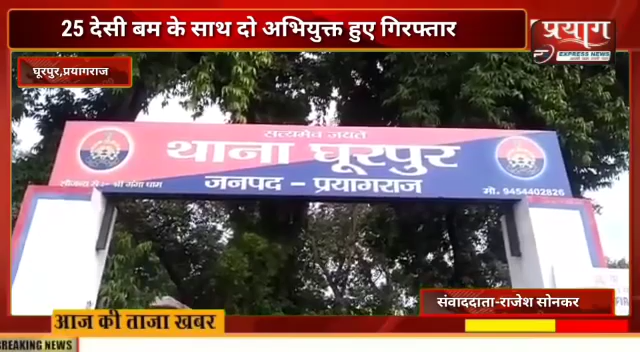 25 देसी बम के साथ दो अभियुक्त हुए गिरफ्तार
प्रयाग
EXPRESS NEWS
घूरपुर,प्रयागराज
सत्यमेव जयते
थाना घूरपुर
जनपद – प्रयागराज
मो. 9454402826
संवाददाता-राजेश सोनकर
आज की ताजा खबर
BREAKING NEWS